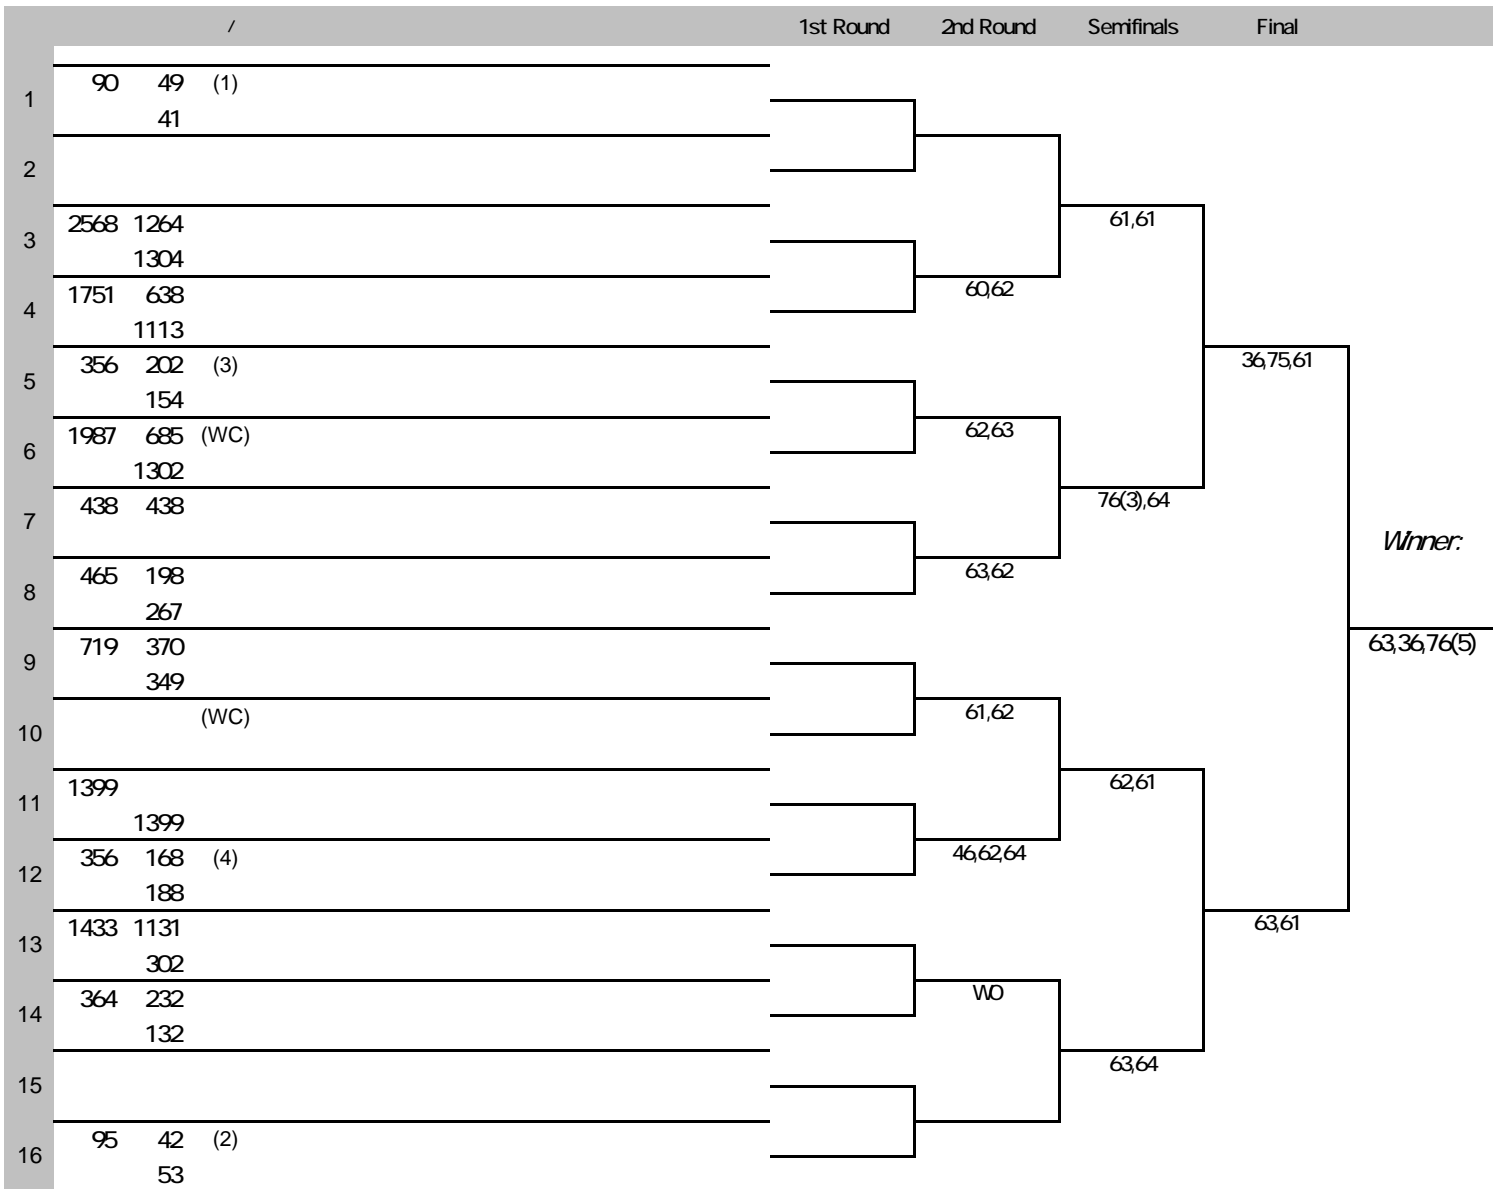 / 1st Round 2nd Round Semifinals Final
90 49 (1)
1
41
2
2568 1264 61,61
3
1304
1751 638 60,62
4
1113
356 202 (3) 36,75,61
5
154
1987 685 (WC) 62,63
6
1302
438 438 76(3),64
7
Winner:
465 198 63,62
8
267
719 370 63,36,76(5)
9
349
(WC) 61,62
10
1399 62,61
11
1399
356 168 (4) 46,62,64
12
188
1433 1131 63,61
13
302
364 232 WO
14
132
63,64
15
95 42 (2)
16
53